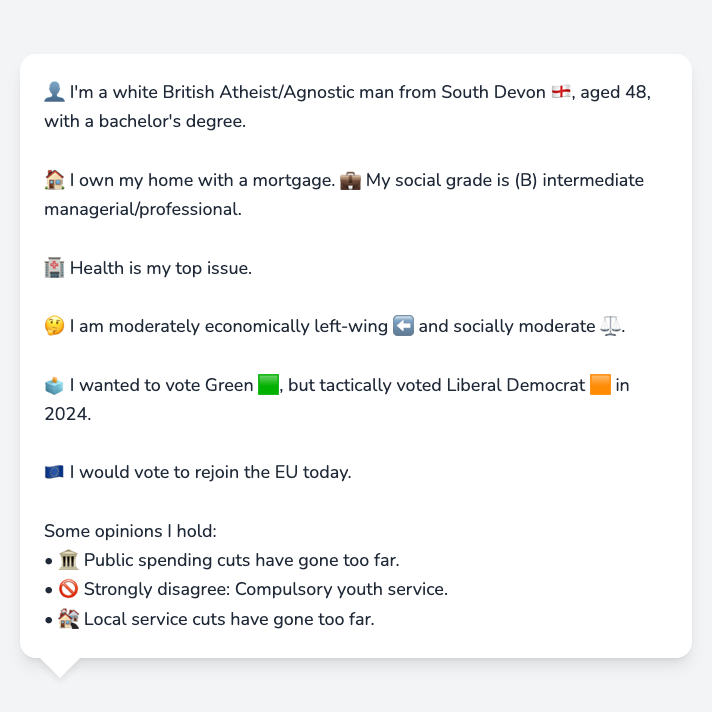 👤 I'm a white British Atheist/Agnostic man from South Devon 🏴󠁧󠁢󠁥󠁮󠁧󠁿, aged 48,
with a bachelor's degree.
🏠 I own my home with a mortgage. 💼 My social grade is (B) intermediate
managerial/professional.
🏥 Health is my top issue.
🤔 I am moderately economically left-wing ⬅️ and socially moderate ⚖️.
🗳️ I wanted to vote Green 🟩, but tactically voted Liberal Democrat 🟧 in
2024.
🇪🇺 I would vote to rejoin the EU today.
Some opinions I hold:
• 🏛️ Public spending cuts have gone too far.
• 🚫 Strongly disagree: Compulsory youth service.
• 🏚️ Local service cuts have gone too far.